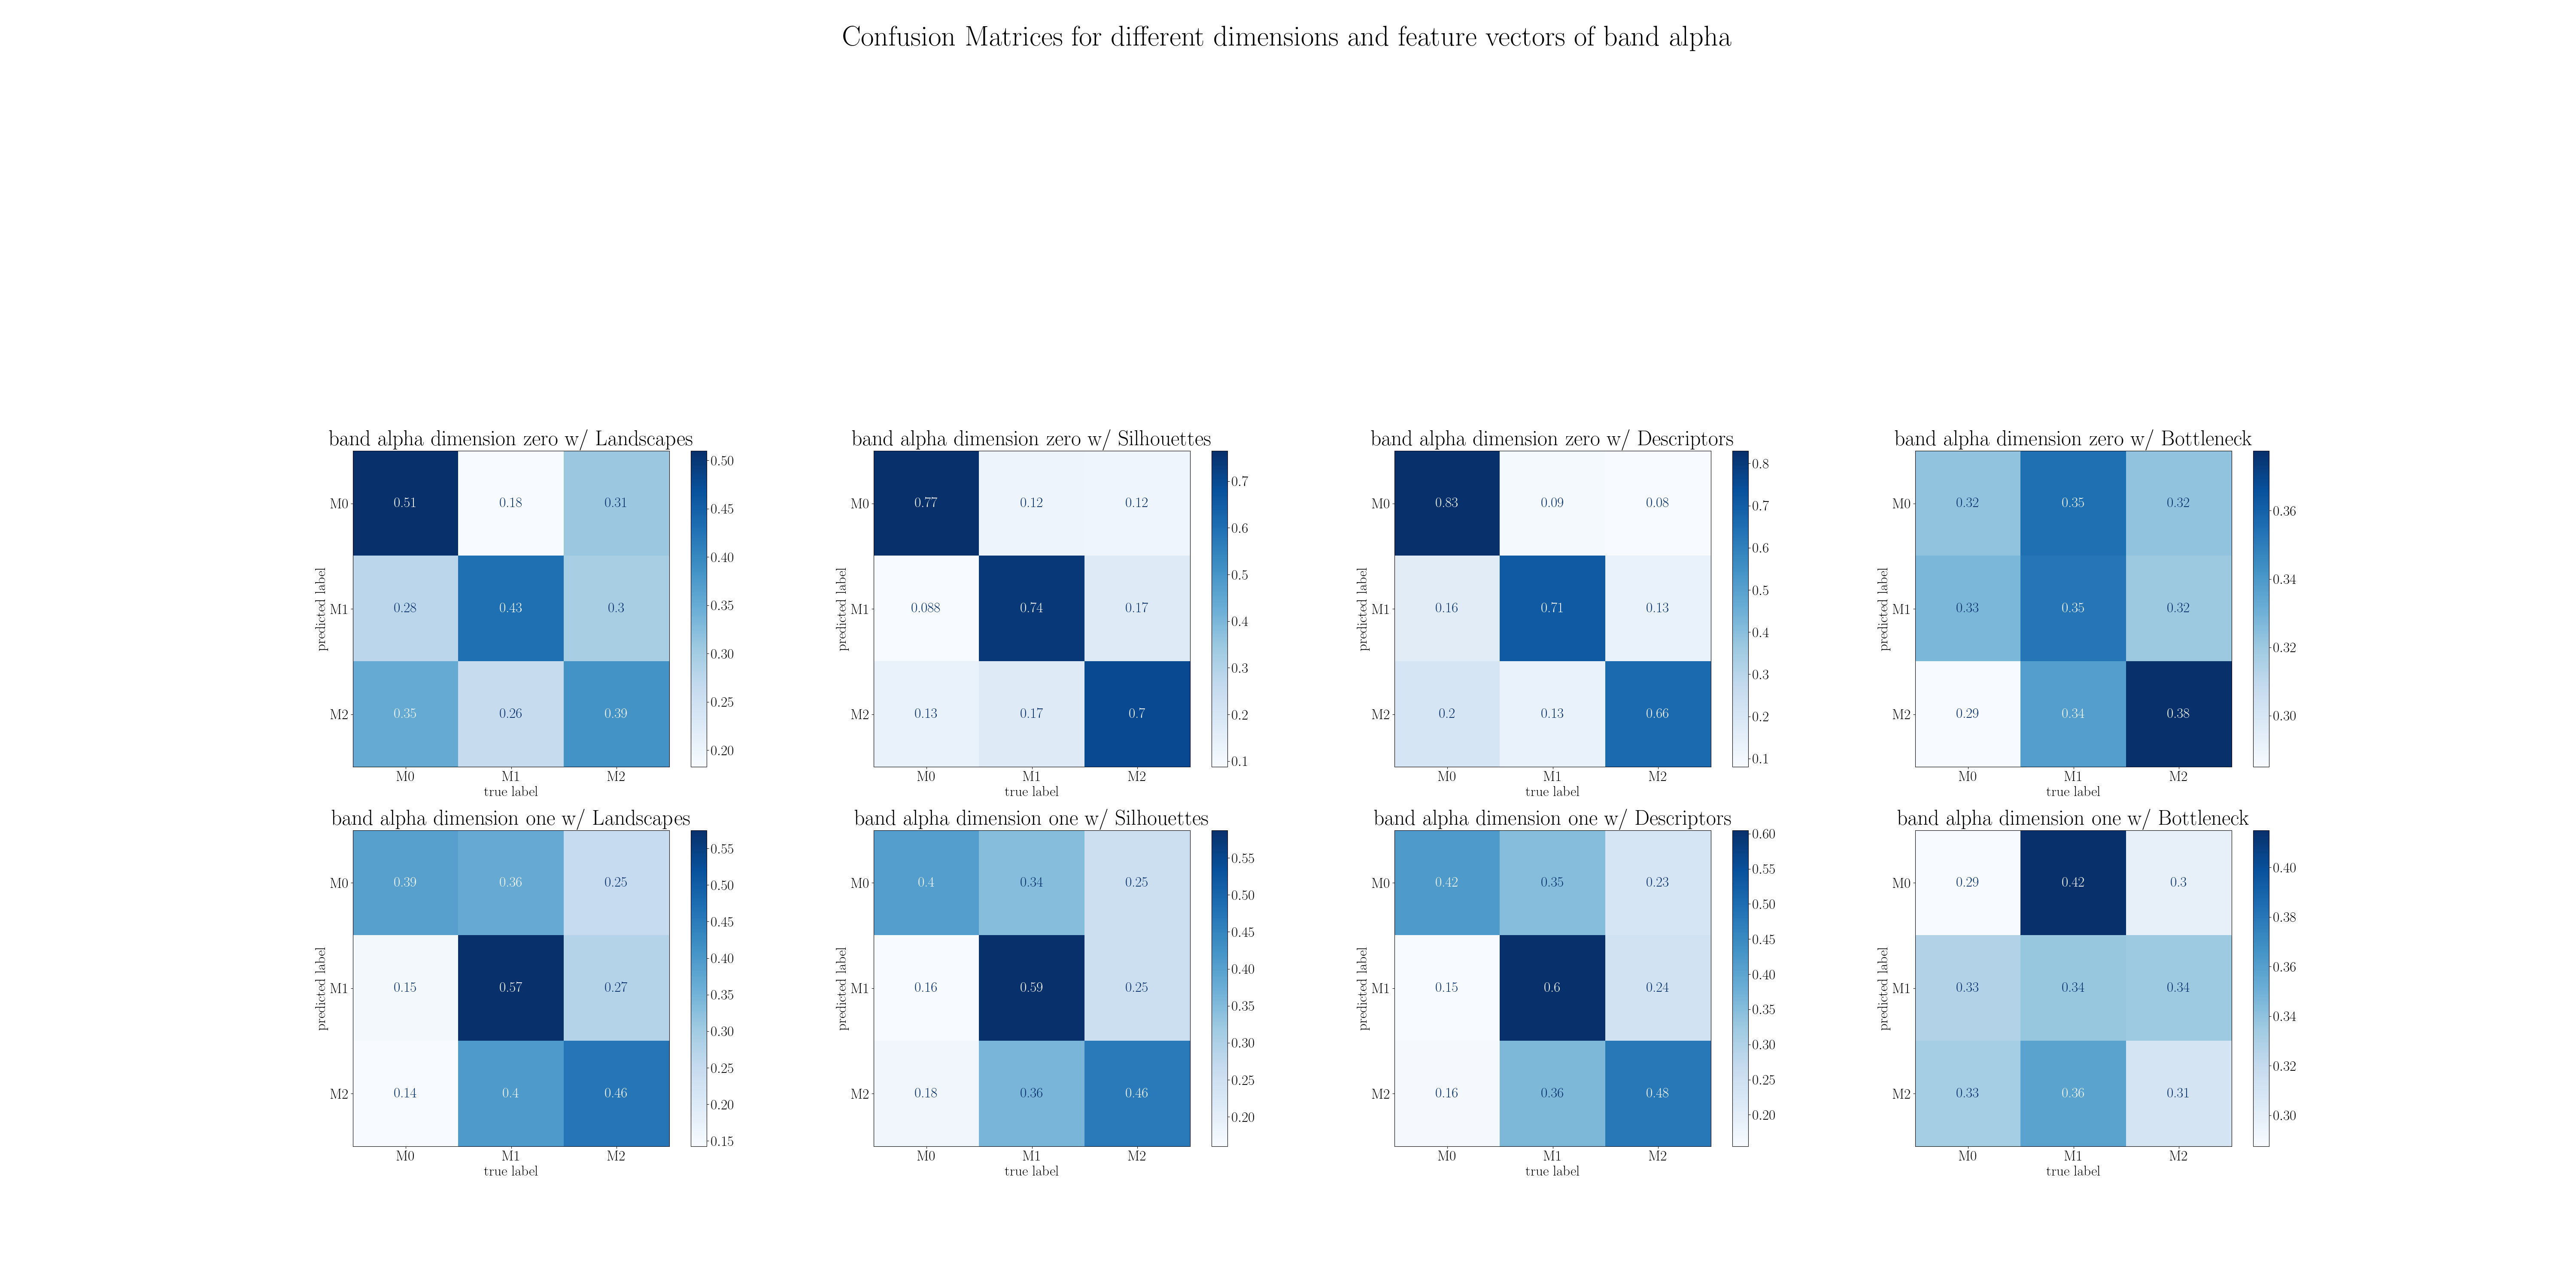 Confusion Matrices for different dimensions and feature vectors of band alpha
band alpha dimension zero w/ Landscapes
predicted label
M0 0.51 0.18 0.31
M1 0.28 0.43 0.3
M2 0.35 0.26 0.39
M0 M1 M2
true label
0.50
0.45
0.40
0.35
0.30
0.25
0.20
band alpha dimension zero w/ Silhouettes
predicted label
M0 0.77 0.12 0.12
M1 0.088 0.74 0.17
M2 0.13 0.17 0.7
M0 M1 M2
true label
0.7
0.6
0.5
0.4
0.3
0.2
0.1
band alpha dimension zero w/ Descriptors
predicted label
M0 0.83 0.09 0.08
M1 0.16 0.71 0.13
M2 0.2 0.13 0.66
M0 M1 M2
true label
0.8
0.7
0.6
0.5
0.4
0.3
0.2
0.1
band alpha dimension zero w/ Bottleneck
predicted label
M0 0.32 0.35 0.32
M1 0.33 0.35 0.32
M2 0.29 0.34 0.38
M0 M1 M2
true label
0.36
0.34
0.32
0.30
band alpha dimension one w/ Landscapes
predicted label
M0 0.39 0.36 0.25
M1 0.15 0.57 0.27
M2 0.14 0.4 0.46
M0 M1 M2
true label
0.55
0.50
0.45
0.40
0.35
0.30
0.25
0.20
0.15
band alpha dimension one w/ Silhouettes
predicted label
M0 0.4 0.34 0.25
M1 0.16 0.59 0.25
M2 0.18 0.36 0.46
M0 M1 M2
true label
0.55
0.50
0.45
0.40
0.35
0.30
0.25
0.20
band alpha dimension one w/ Descriptors
predicted label
M0 0.42 0.35 0.23
M1 0.15 0.6 0.24
M2 0.16 0.36 0.48
M0 M1 M2
true label
0.60
0.55
0.50
0.45
0.40
0.35
0.30
0.25
0.20
band alpha dimension one w/ Bottleneck
predicted label
M0 0.29 0.42 0.3
M1 0.33 0.34 0.34
M2 0.33 0.36 0.31
M0 M1 M2
true label
0.40
0.38
0.36
0.34
0.32
0.30